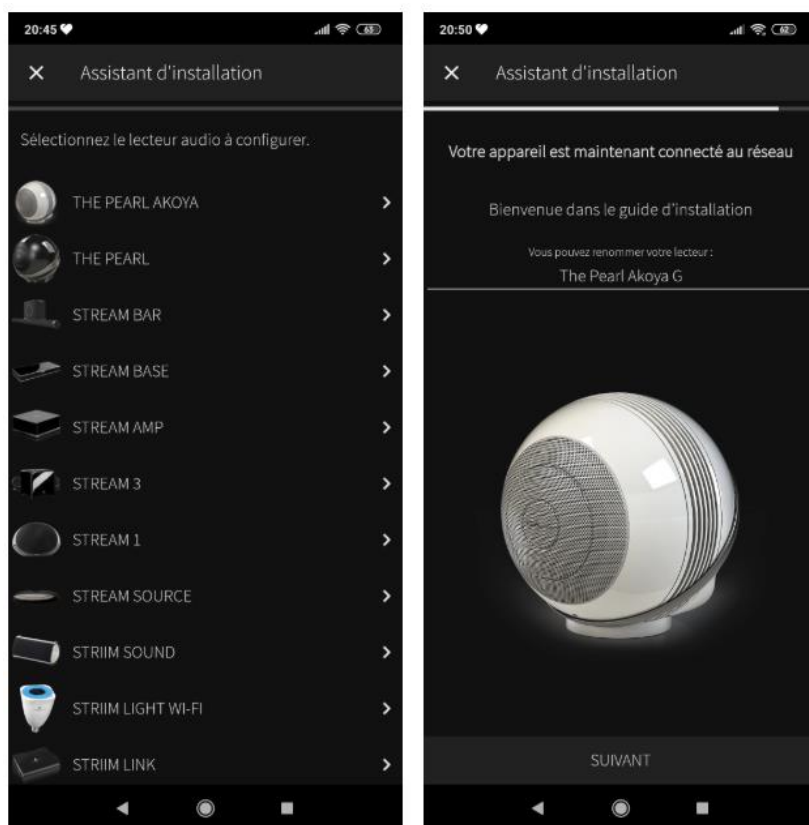 20:45
63
Assistant d'installation
Sélectionnez le lecteur audio à configurer.
THE PEARL AKOYA
THE PEARL
STREAM BAR
STREAM BASE
STREAM AMP
STREAM 3
STREAM 1
STREAM SOURCE
STRIIM SOUND
STRIIM LIGHT WI-FI
STRIIM LINK
20:50
62
Assistant d'installation
Votre appareil est maintenant connecté au réseau
Bienvenue dans le guide d'installation
Vous pouvez renommer votre lecteur :
The Pearl Akoya G
SUIVANT